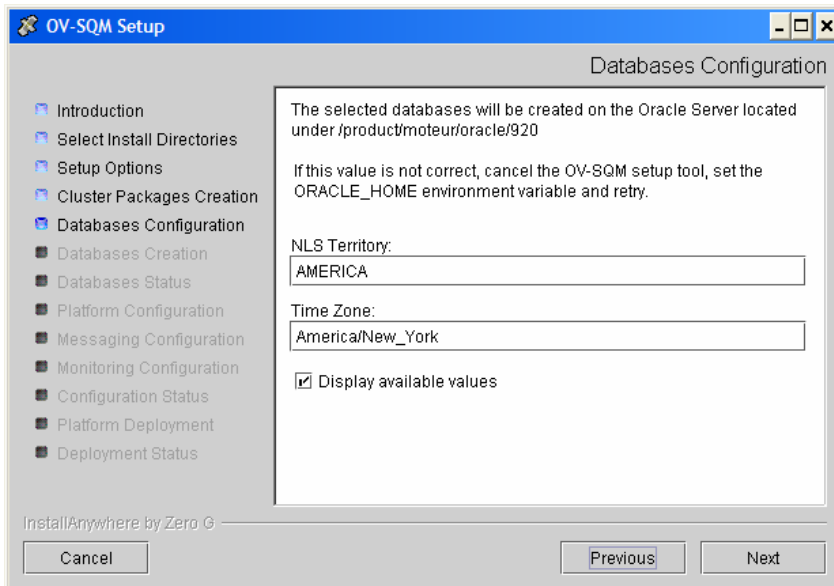 OV-SQM Setup
Databases Configuration
Introduction
Select Install Directories
Setup Options
Cluster Packages Creation
Databases Configuration
Databases Creation
Databases Status
Platform Configuration
Messaging Configuration
Monitoring Configuration
Configuration Status
Platform Deployment
Deployment Status
The selected databases will be created on the Oracle Server located
under /product/moteur/oracle/920
If this value is not correct, cancel the OV-SQM setup tool, set the
ORACLE_HOME environment variable and retry.
NLS Territory:
AMERICA
Time Zone:
America/New_York
Display available values
InstallAnywhere by Zero G
Cancel
Previous
Next